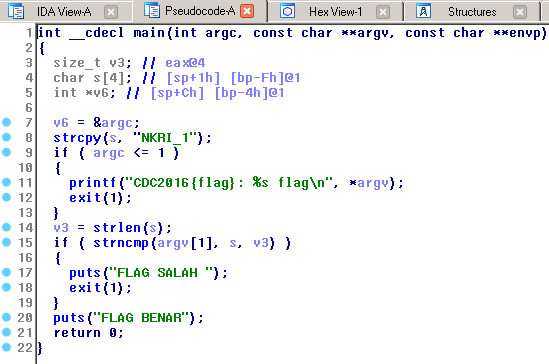 IDA View-A Pseudocode-A Hex View-1 Structures
1 int __cdecl main(int argc, const char **argv, const char **envp)
2 {
3 size_t v3; // eax@4
4 char s[4]; // [sp+1h] [bp-Fh]@1
5 int *v6; // [sp+Ch] [bp-4h]@1
6
7 v6 = &argc;
8 strcpy(s, "NKRI_1");
9 if ( argc <= 1 )
10 {
11 printf("CDC2016{flag}: %s flag\n", *argv);
12 exit(1);
13 }
14 v3 = strlen(s);
15 if ( strncmp(argv[1], s, v3) )
16 {
17 puts("FLAG SALAH ");
18 exit(1);
19 }
20 puts("FLAG BENAR");
21 return 0;
22 }